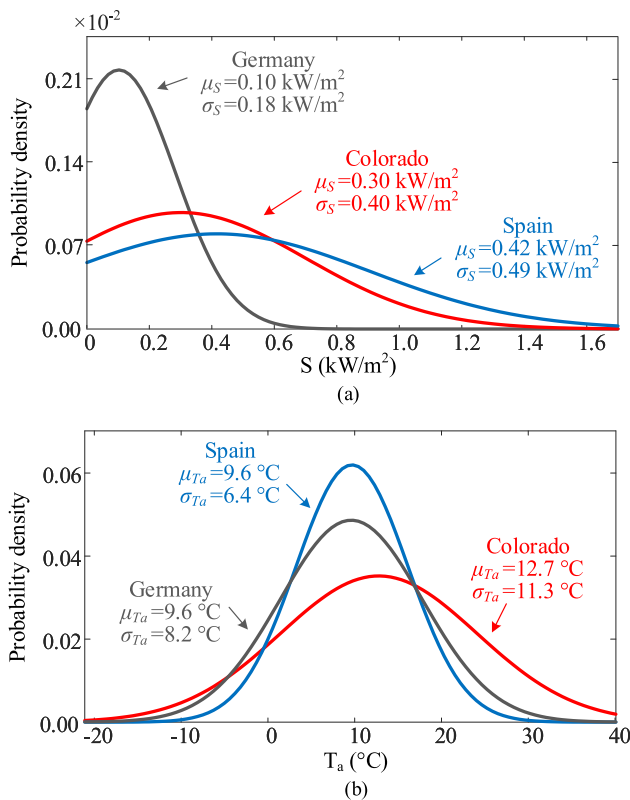 ×10⁻²
Probability density
0.21
0.14
0.07
0.00
Germany
μS=0.10 kW/m²
σS=0.18 kW/m²
Colorado
μS=0.30 kW/m²
σS=0.40 kW/m²
Spain
μS=0.42 kW/m²
σS=0.49 kW/m²
0 0.2 0.4 0.6 0.8 1.0 1.2 1.4 1.6
S (kW/m²)
(a)
Probability density
0.06
0.04
0.02
0.00
Spain
μTa=9.6 °C
σTa=6.4 °C
Colorado
μTa=12.7 °C
σTa=11.3 °C
Germany
μTa=9.6 °C
σTa=8.2 °C
-20 -10 0 10 20 30 40
Ta (°C)
(b)